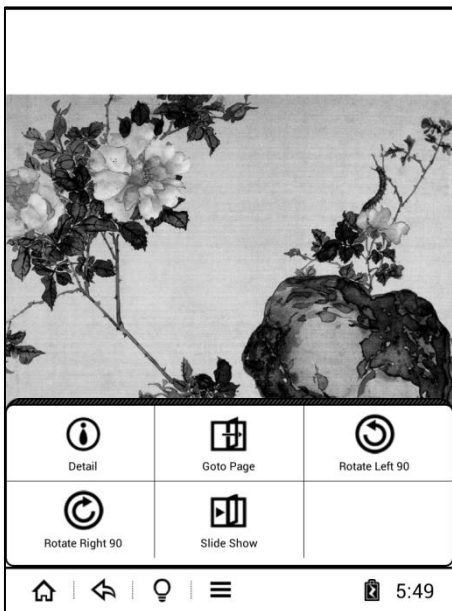 Detail
Goto Page
Rotate Left 90
Rotate Right 90
Slide Show
5:49